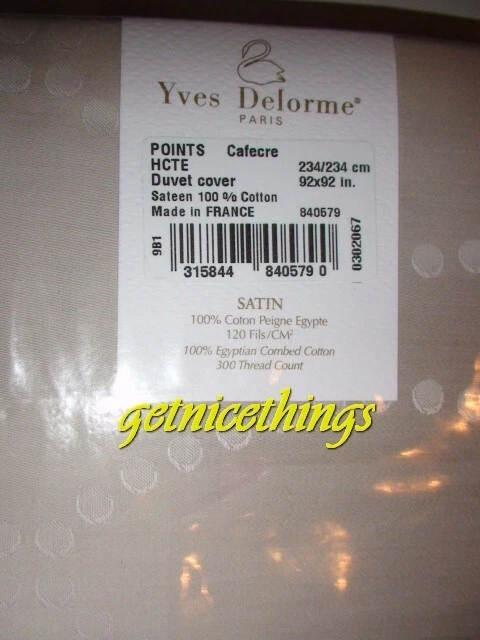 Yves Delorme®
PARIS
POINTS Cafecre
HCTE 234/234 cm
Duvet cover 92x92 in.
Sateen 100 % Cotton
Made in FRANCE 840579
9B1
315844 840579 0
0302067
SATIN
100% Coton Peigne Egypte
120 Fils/CM²
100% Egyptian Combed Cotton
300 Thread Count
getnicethings